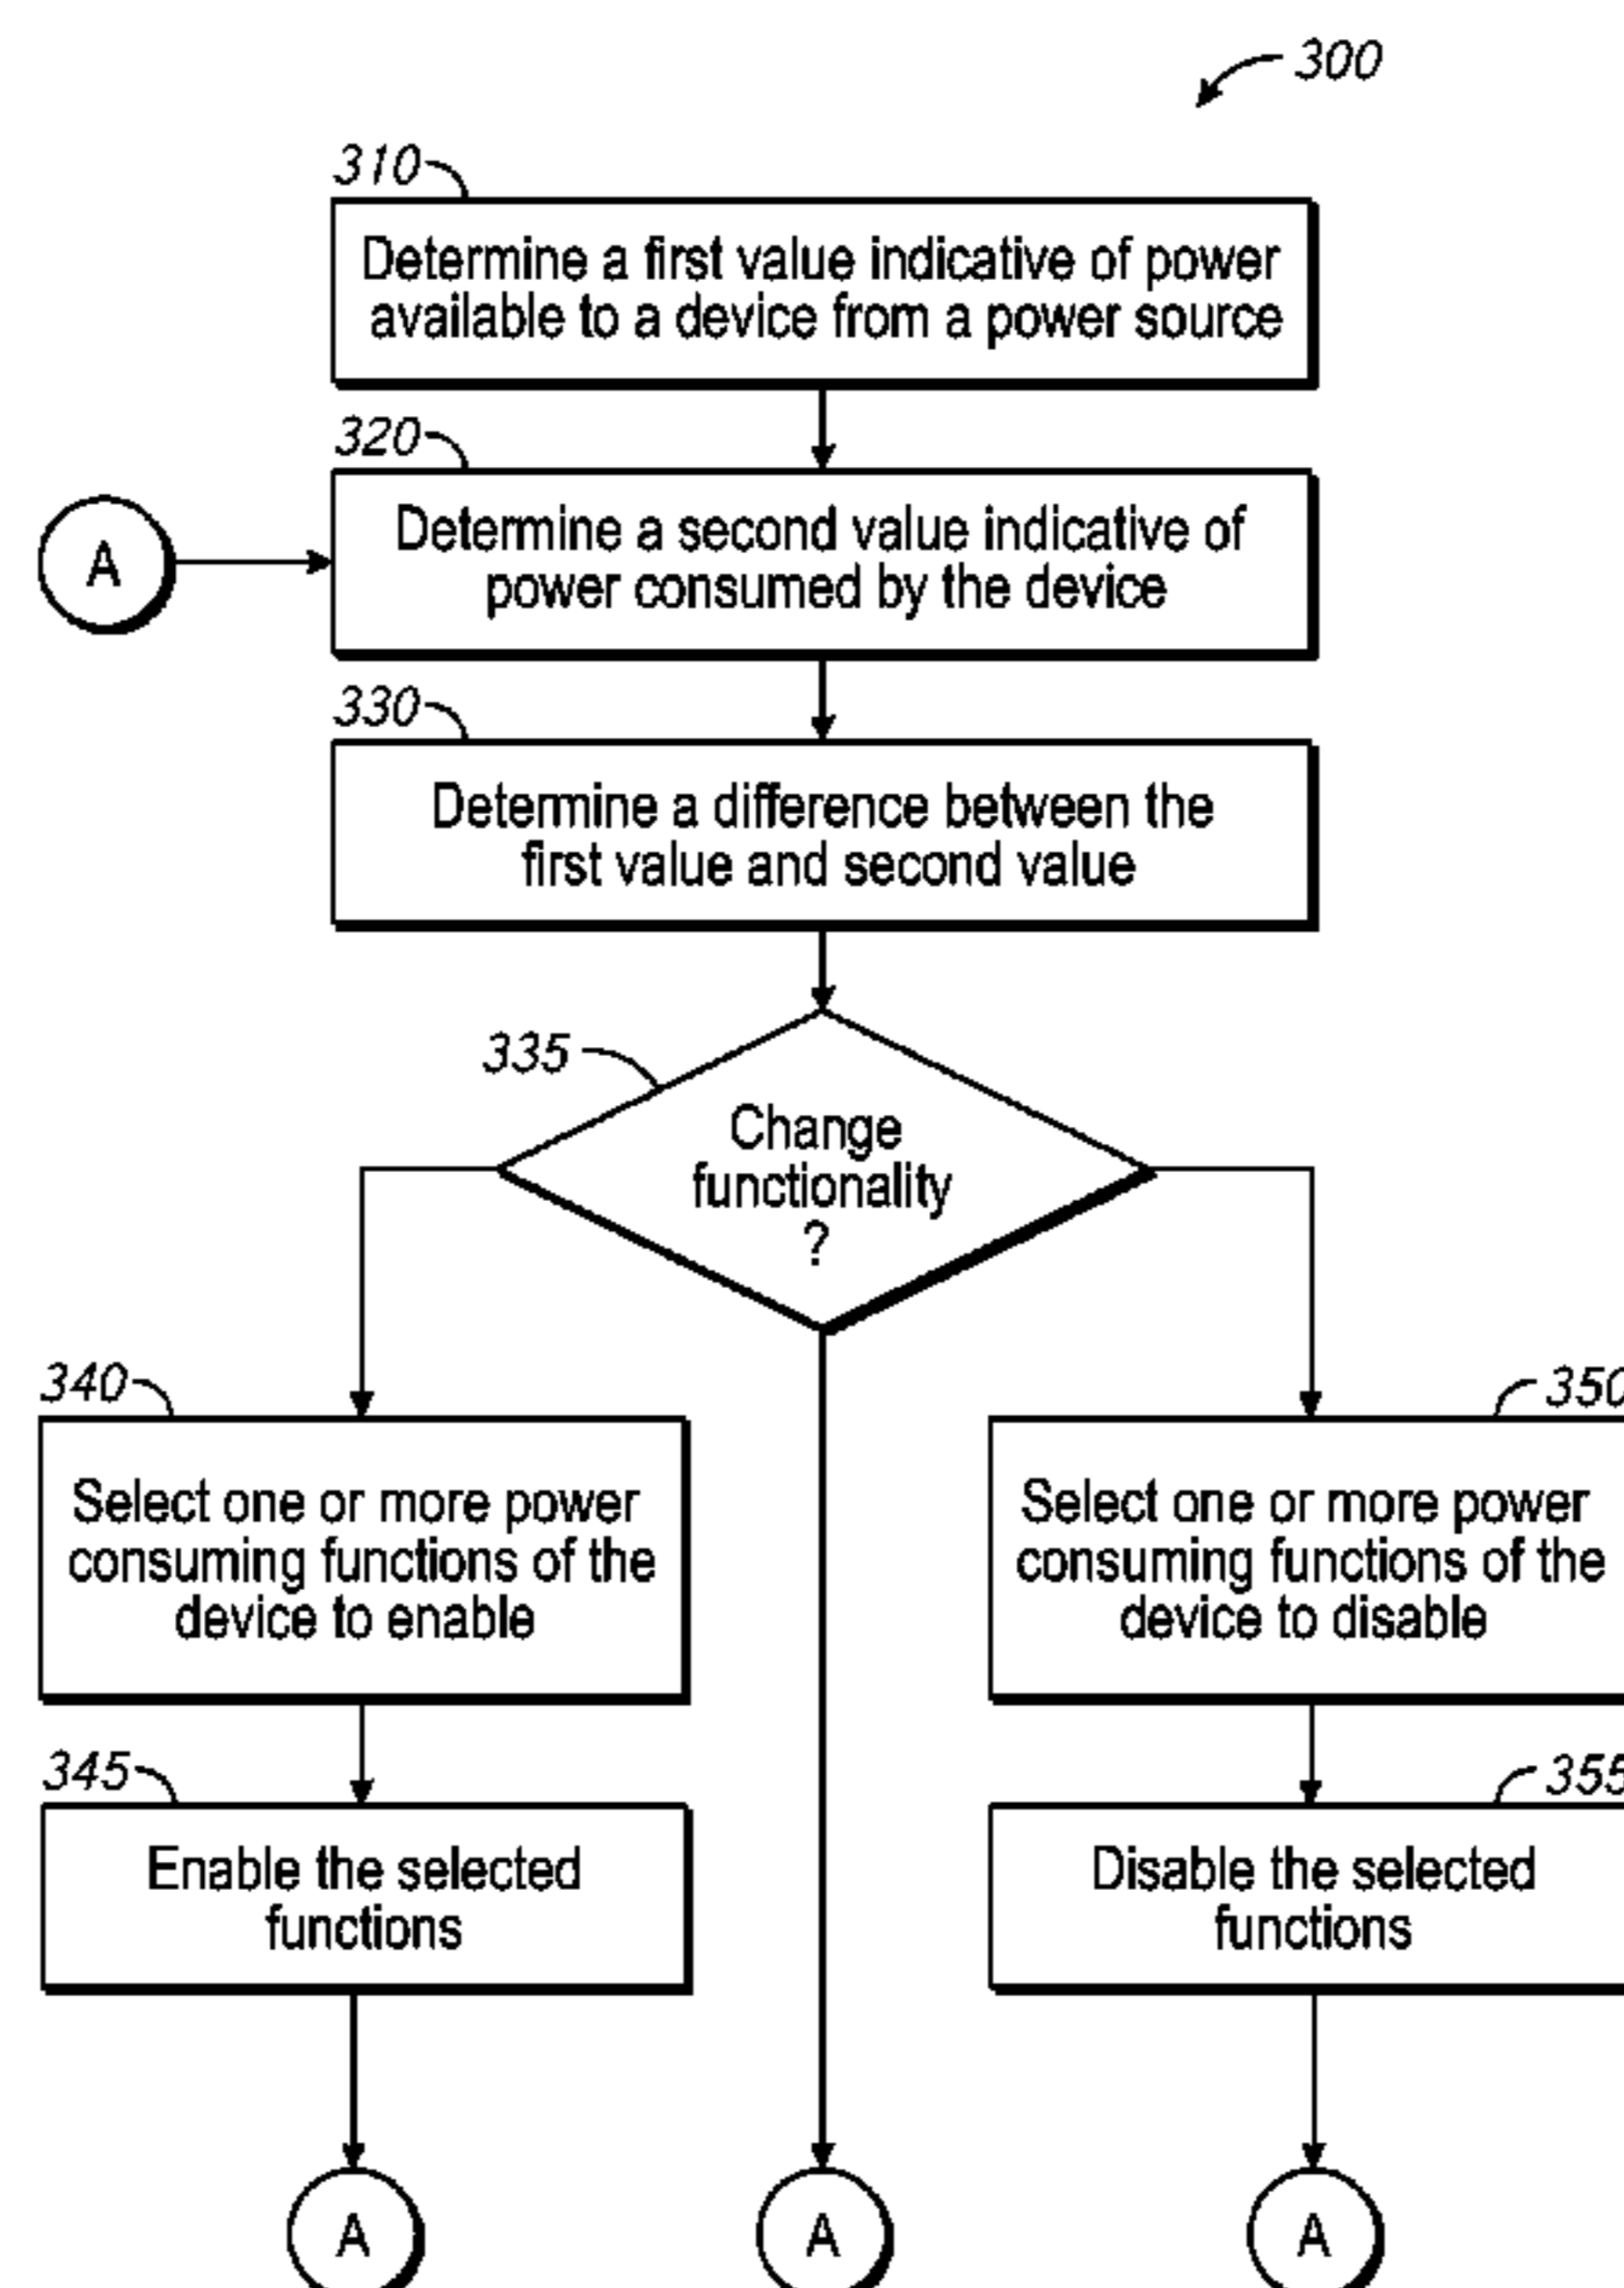 300
310
Determine a first value indicative of power
available to a device from a power source
320
A
Determine a second value indicative of
power consumed by the device
330
Determine a difference between the
first value and second value
335
Change
functionality
?
340
Select one or more power
consuming functions of the
device to enable
350
Select one or more power
consuming functions of the
device to disable
345
Enable the selected
functions
355
Disable the selected
functions
A
A
A